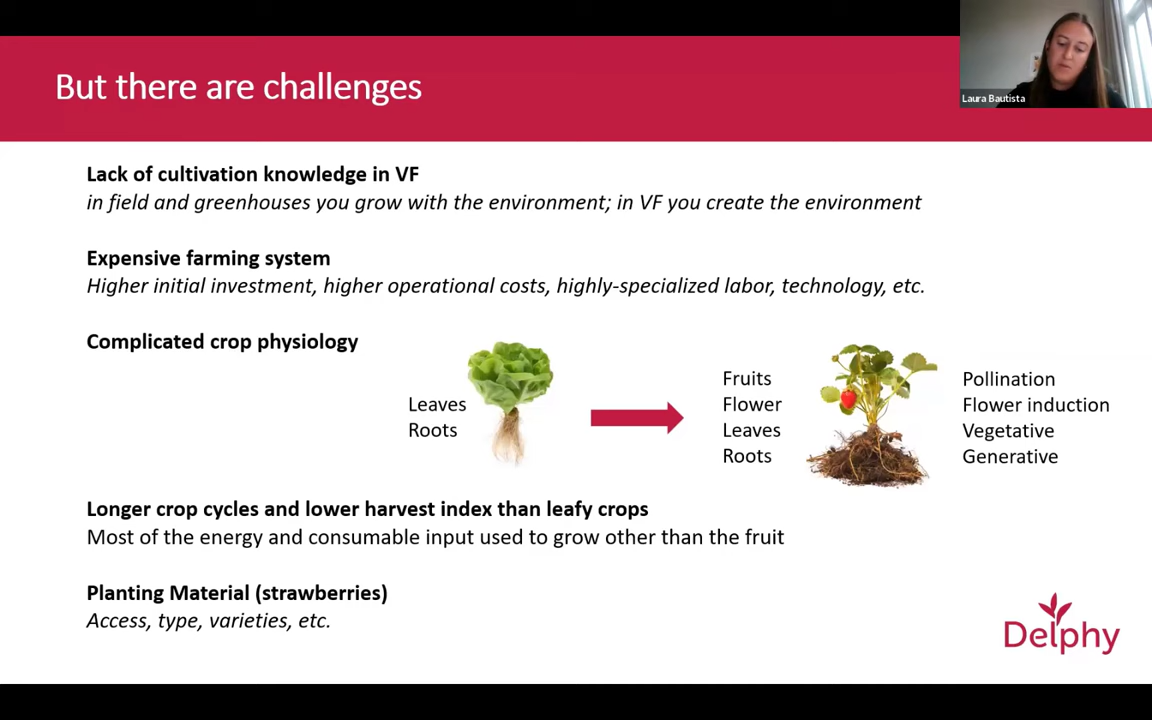 But there are challenges
Laura Bautista
Lack of cultivation knowledge in VF
in field and greenhouses you grow with the environment; in VF you create the environment
Expensive farming system
Higher initial investment, higher operational costs, highly-specialized labor, technology, etc.
Complicated crop physiology
Leaves
Roots
Fruits
Flower
Leaves
Roots
Pollination
Flower induction
Vegetative
Generative
Longer crop cycles and lower harvest index than leafy crops
Most of the energy and consumable input used to grow other than the fruit
Planting Material (strawberries)
Access, type, varieties, etc.
Delphy